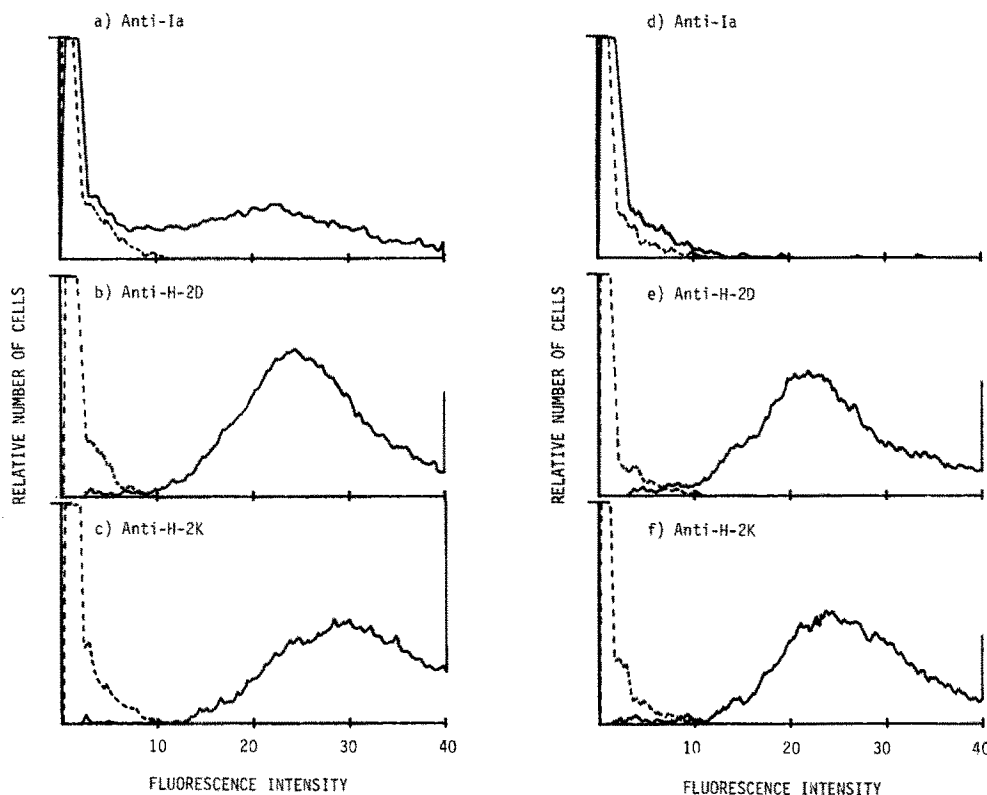 a) Anti-Ia
b) Anti-H-2D
c) Anti-H-2K
RELATIVE NUMBER OF CELLS
10 20 30 40
FLUORESCENCE INTENSITY
d) Anti-Ia
e) Anti-H-2D
f) Anti-H-2K
RELATIVE NUMBER OF CELLS
10 20 30 40
FLUORESCENCE INTENSITY